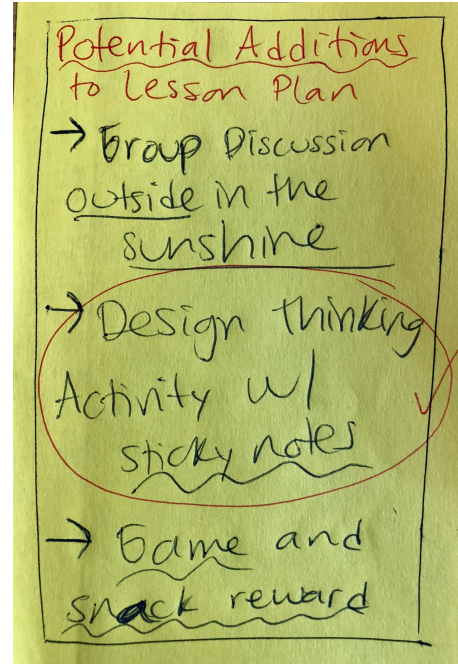 Potential Additions
to Lesson Plan
→ Group Discussion
outside in the
sunshine
→ Design thinking
Activity w/
sticky notes
→ Game and
snack reward